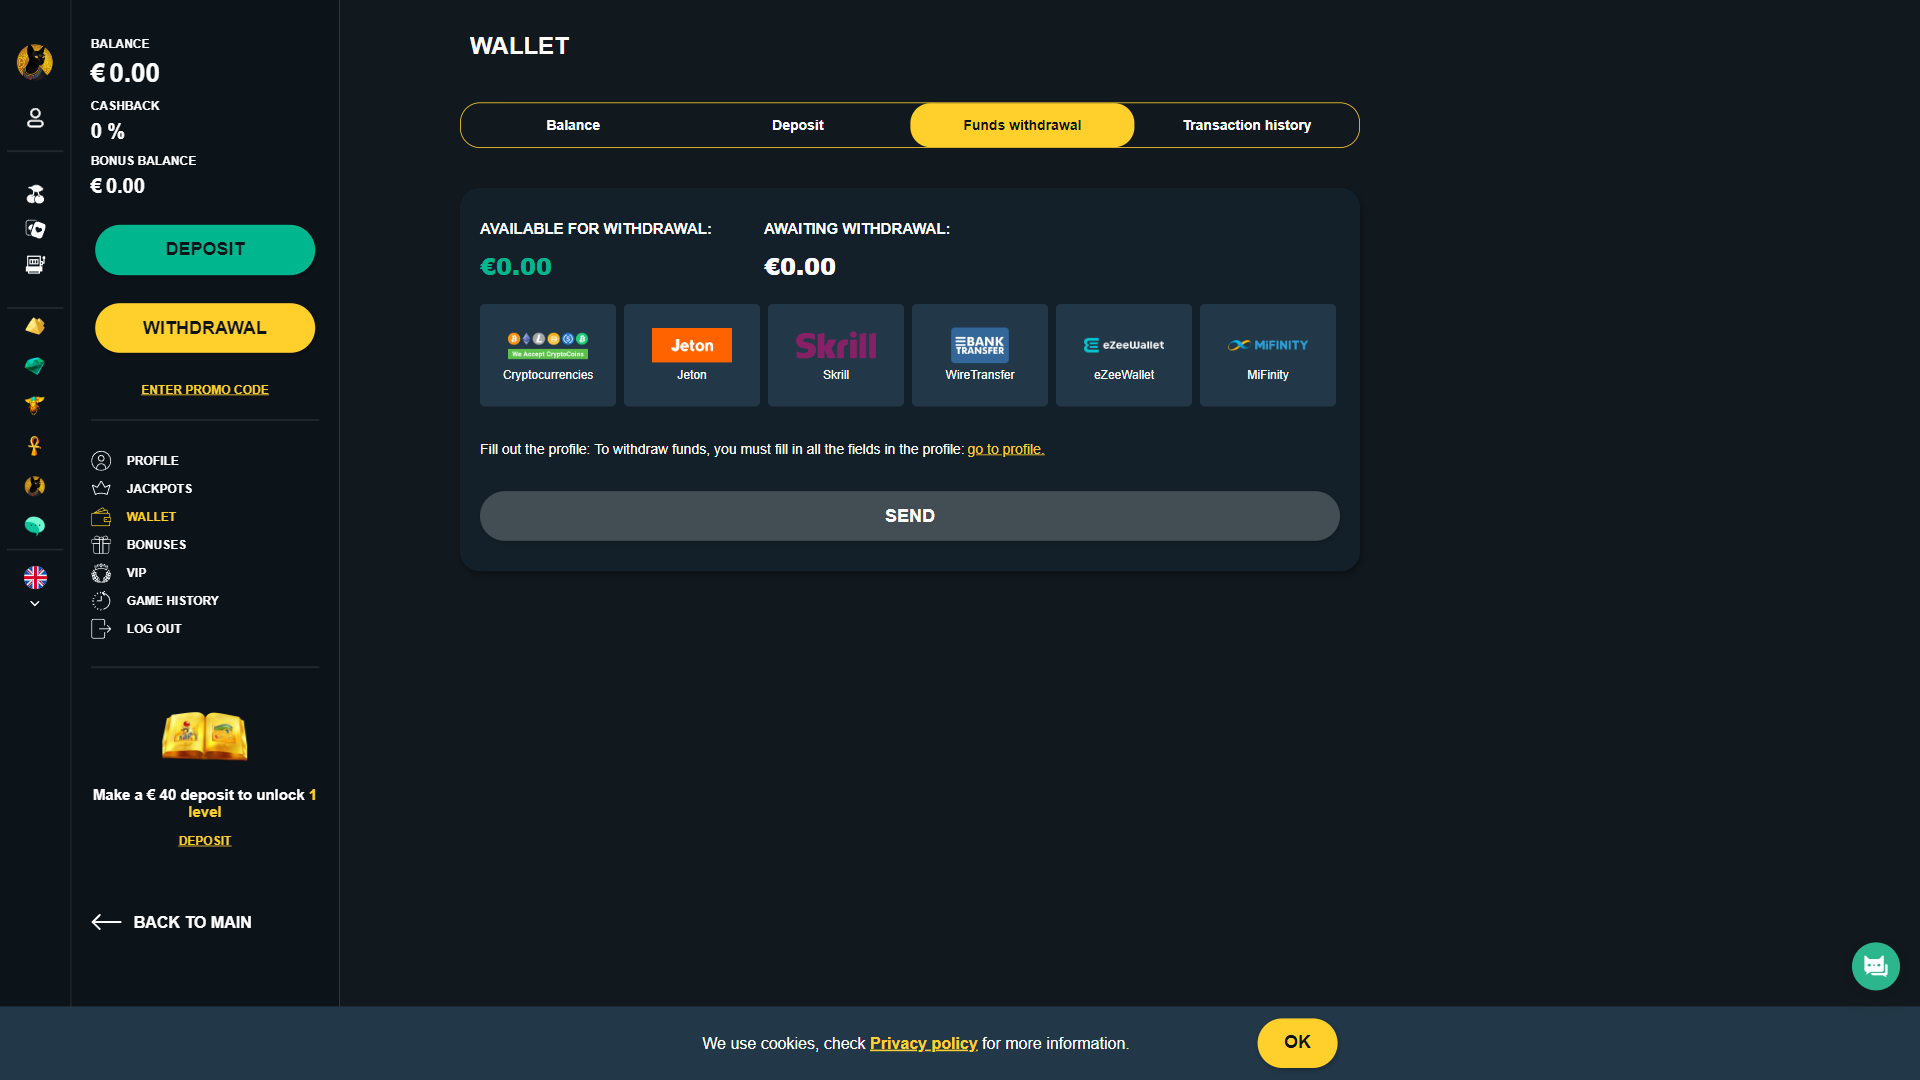 BALANCE
€ 0.00
CASHBACK
0 %
BONUS BALANCE
€ 0.00
DEPOSIT
WITHDRAWAL
ENTER PROMO CODE
PROFILE
JACKPOTS
WALLET
BONUSES
VIP
GAME HISTORY
LOG OUT
Make a € 40 deposit to unlock 1
level
DEPOSIT
BACK TO MAIN
WALLET
Balance
Deposit
Funds withdrawal
Transaction history
AVAILABLE FOR WITHDRAWAL:
€0.00
AWAITING WITHDRAWAL:
€0.00
We Accept CryptoCoins
Cryptocurrencies
Jeton
Jeton
Skrill
Skrill
BANK
TRANSFER
WireTransfer
eZeeWallet
eZeeWallet
MiFINITY
MiFinity
Fill out the profile: To withdraw funds, you must fill in all the fields in the profile: go to profile.
SEND
We use cookies, check Privacy policy for more information.
OK